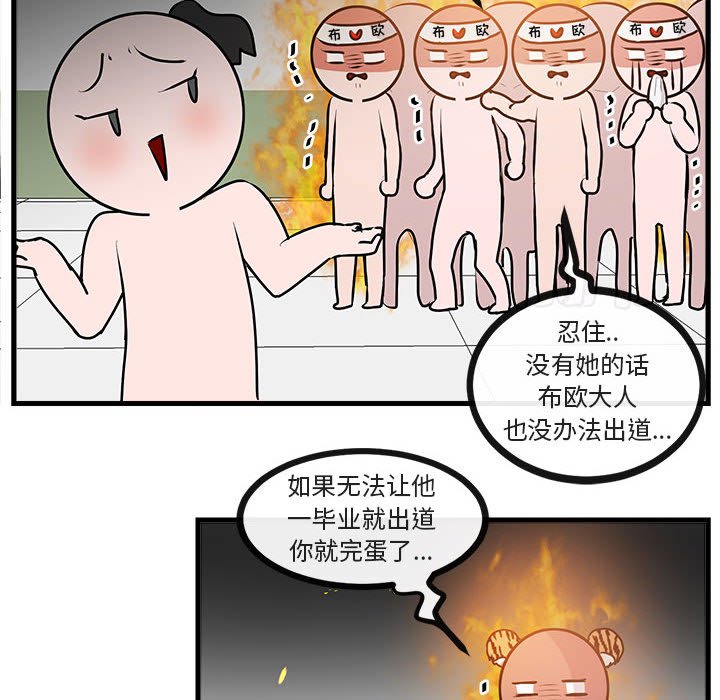 布♥欧
布♥欧
布♥欧
布♥欧
忍住..
没有她的话
布欧大人
也没办法出道...
如果无法让他
一毕业就出道
你就完蛋了...